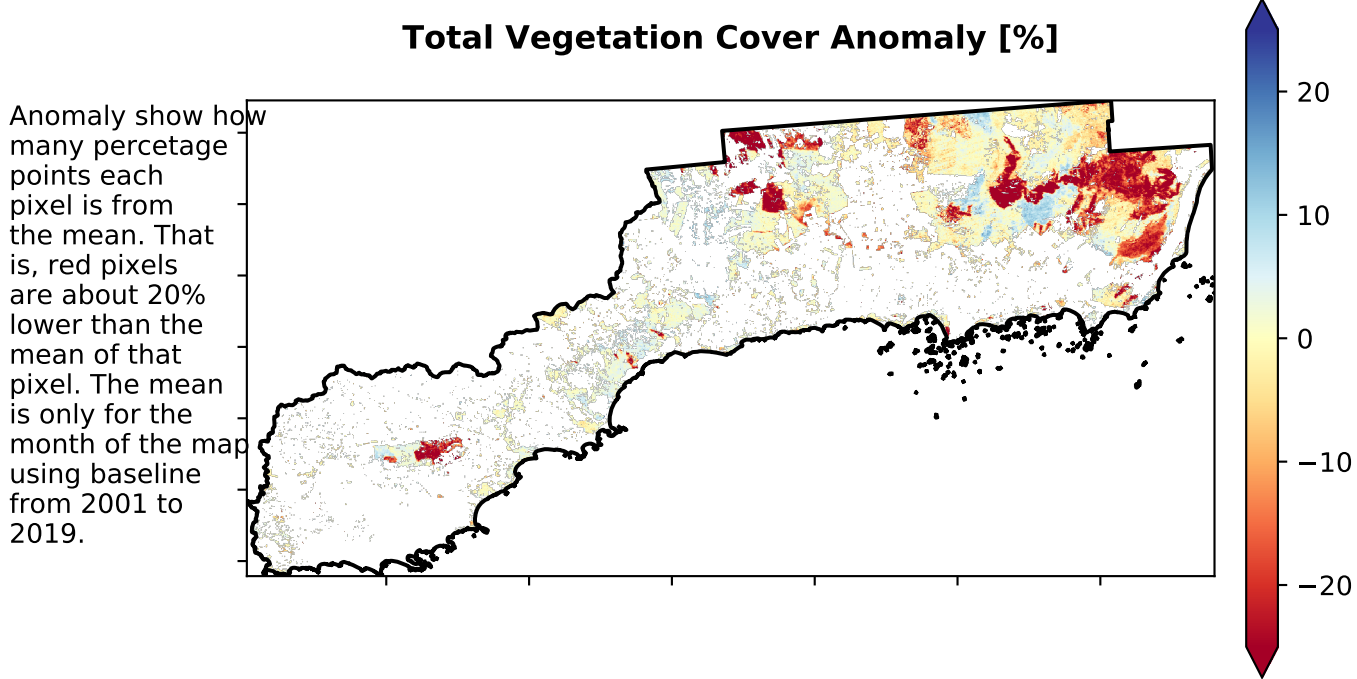 Total Vegetation Cover Anomaly [%]
Anomaly show how
many percetage
points each
pixel is from
the mean. That
is, red pixels
are about 20%
lower than the
mean of that
pixel. The mean
is only for the
month of the map
using baseline
from 2001 to
2019.
20
10
0
−10
−20